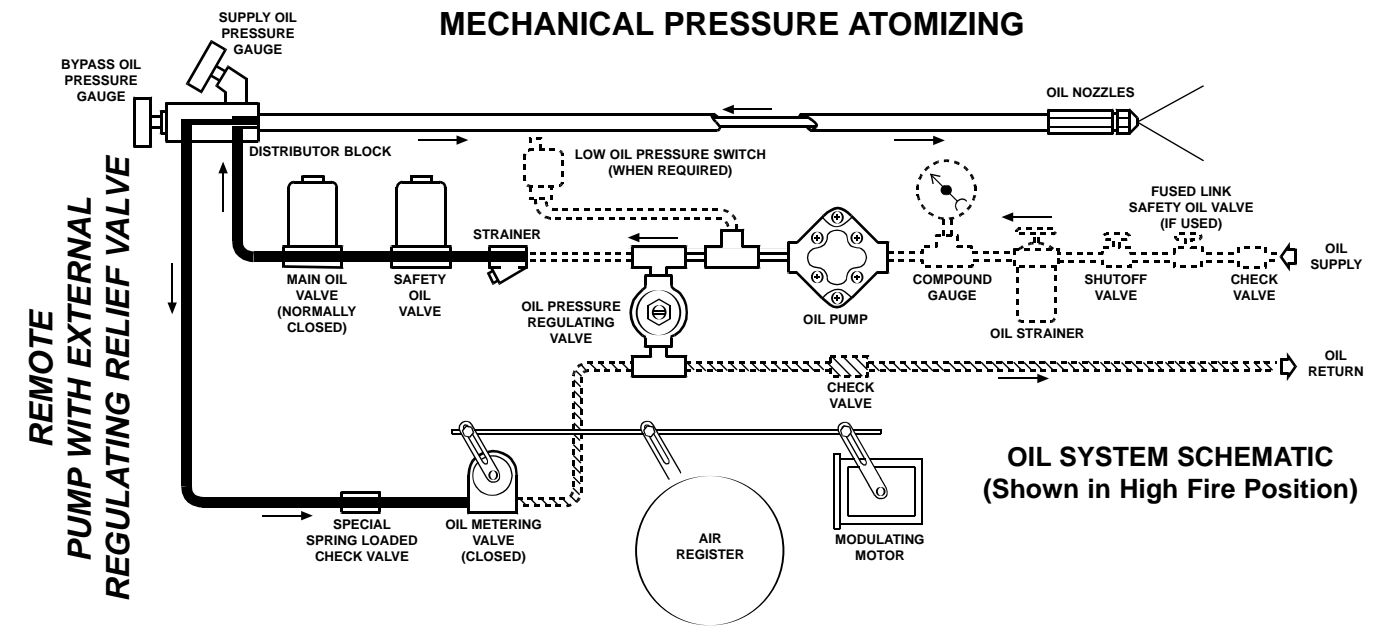 MECHANICAL PRESSURE ATOMIZING
SUPPLY OIL
PRESSURE
GAUGE
BYPASS OIL
PRESSURE
GAUGE
OIL NOZZLES
DISTRIBUTOR BLOCK
LOW OIL PRESSURE SWITCH
(WHEN REQUIRED)
FUSED LINK
SAFETY OIL VALVE
(IF USED)
STRAINER
OIL
SUPPLY
MAIN OIL
VALVE
(NORMALLY
CLOSED)
SAFETY
OIL
VALVE
OIL PRESSURE
REGULATING
VALVE
OIL PUMP
COMPOUND
GAUGE
OIL STRAINER
SHUTOFF
VALVE
CHECK
VALVE
OIL
RETURN
CHECK
VALVE
REMOTE
PUMP WITH EXTERNAL
REGULATING RELIEF VALVE
OIL SYSTEM SCHEMATIC
(Shown in High Fire Position)
SPECIAL
SPRING LOADED
CHECK VALVE
OIL METERING
VALVE
(CLOSED)
AIR
REGISTER
MODULATING
MOTOR